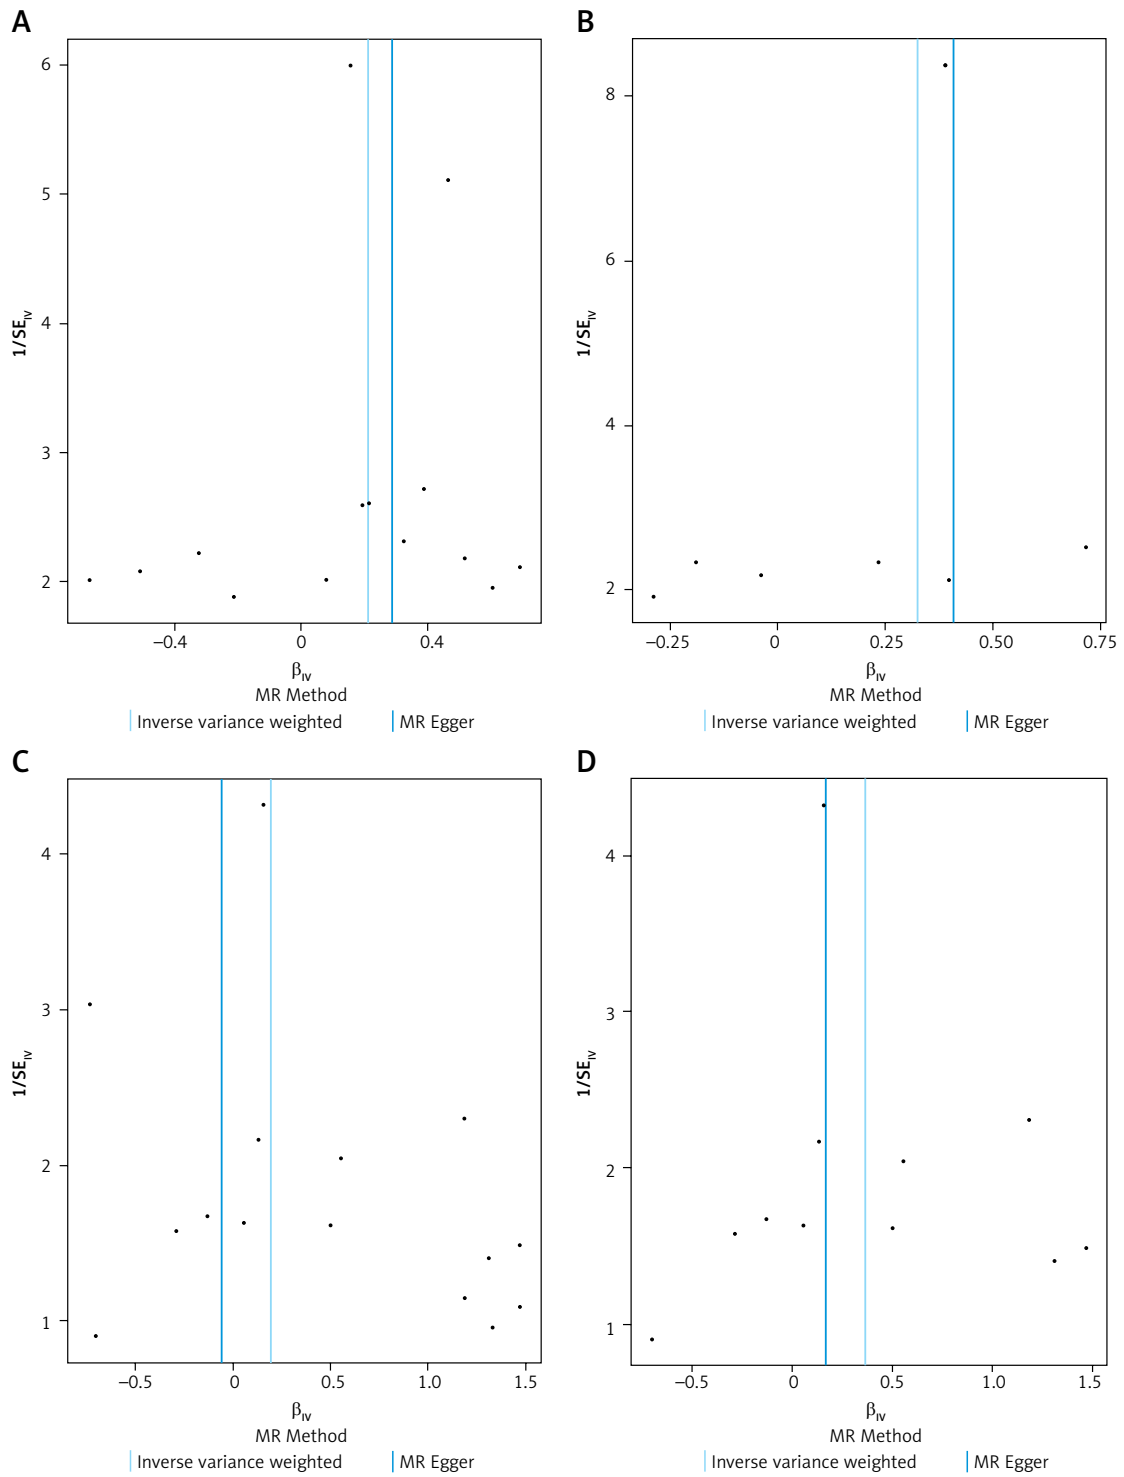 A
6
5
4
3
2
1/SE_IV
–0.4 0 0.4
β_IV
MR Method
Inverse variance weighted MR Egger
B
8
6
4
2
1/SE_IV
–0.25 0 0.25 0.50 0.75
β_IV
MR Method
Inverse variance weighted MR Egger
C
4
3
2
1
1/SE_IV
–0.5 0 0.5 1.0 1.5
β_IV
MR Method
Inverse variance weighted MR Egger
D
4
3
2
1
1/SE_IV
–0.5 0 0.5 1.0 1.5
β_IV
MR Method
Inverse variance weighted MR Egger